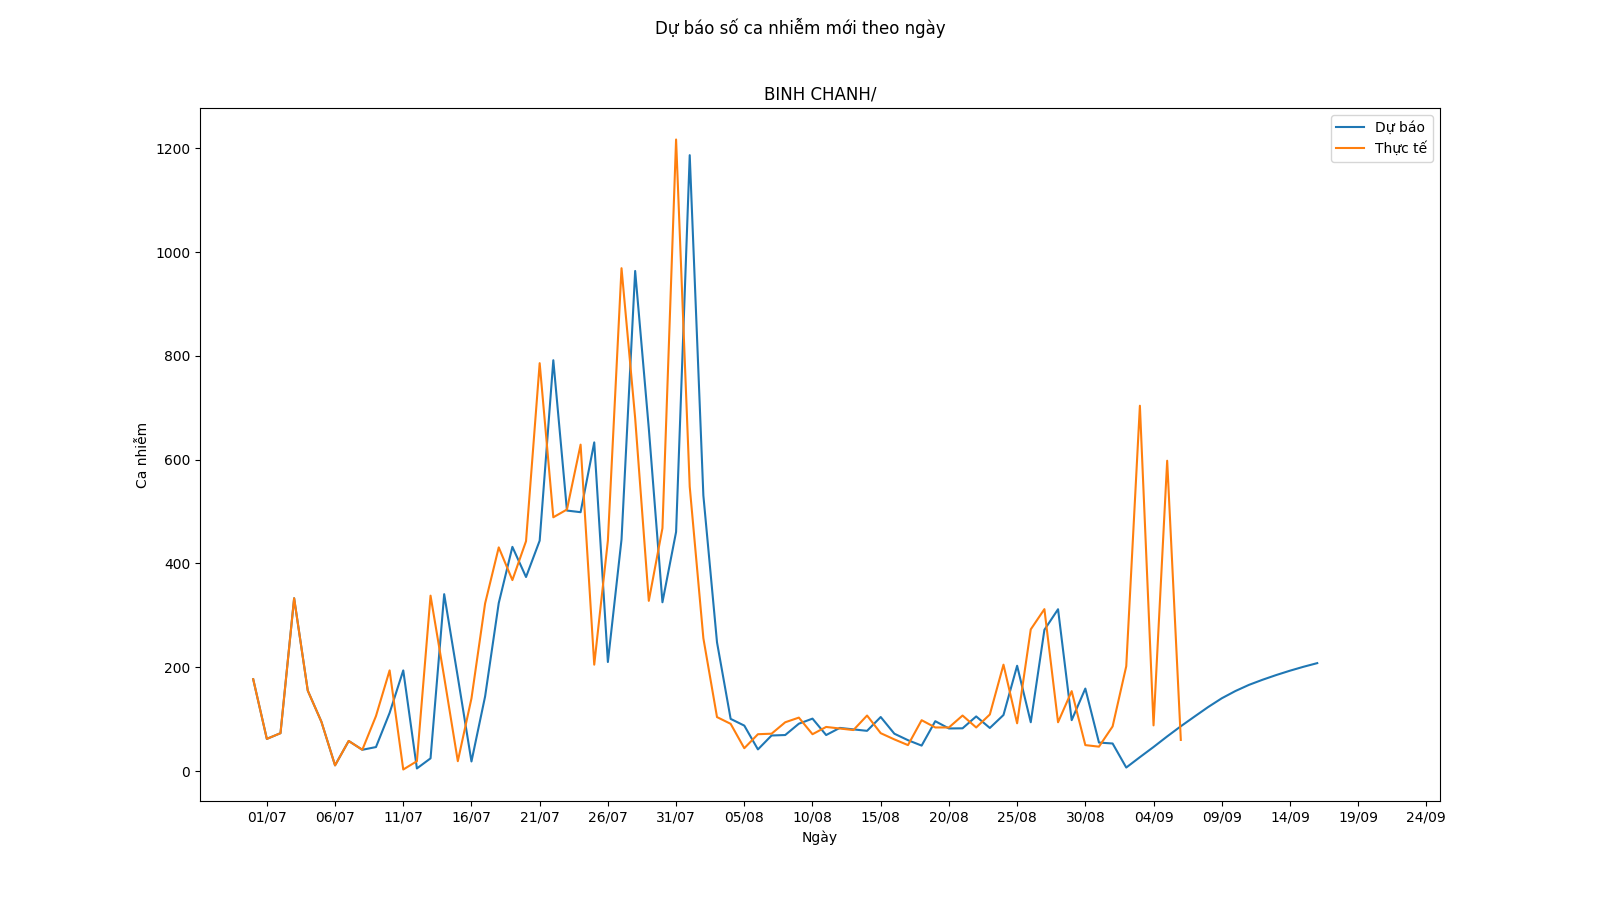 Dự báo số ca nhiễm mới theo ngày
BINH CHANH/
Dự báo
Thực tế
1200
1000
800
600
400
200
0
Ca nhiễm
01/07 06/07 11/07 16/07 21/07 26/07 31/07 05/08 10/08 15/08 20/08 25/08 30/08 04/09 09/09 14/09 19/09 24/09
Ngày